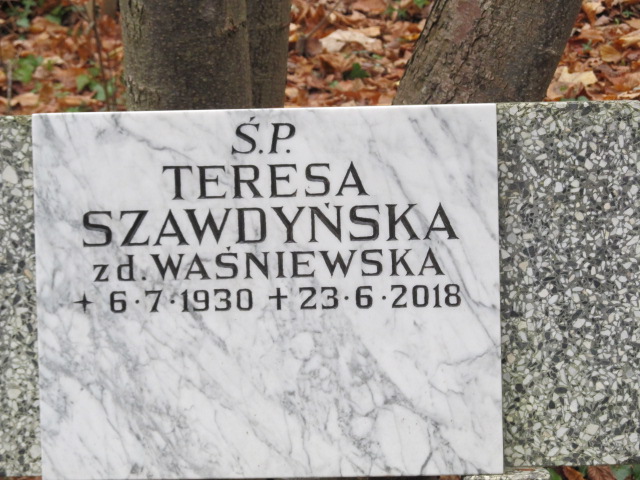 Ś.P.
TERESA
SZAWDYŃSKA
zd. WAŚNIEWSKA
✦ 6·7·1930 ✝ 23·6·2018